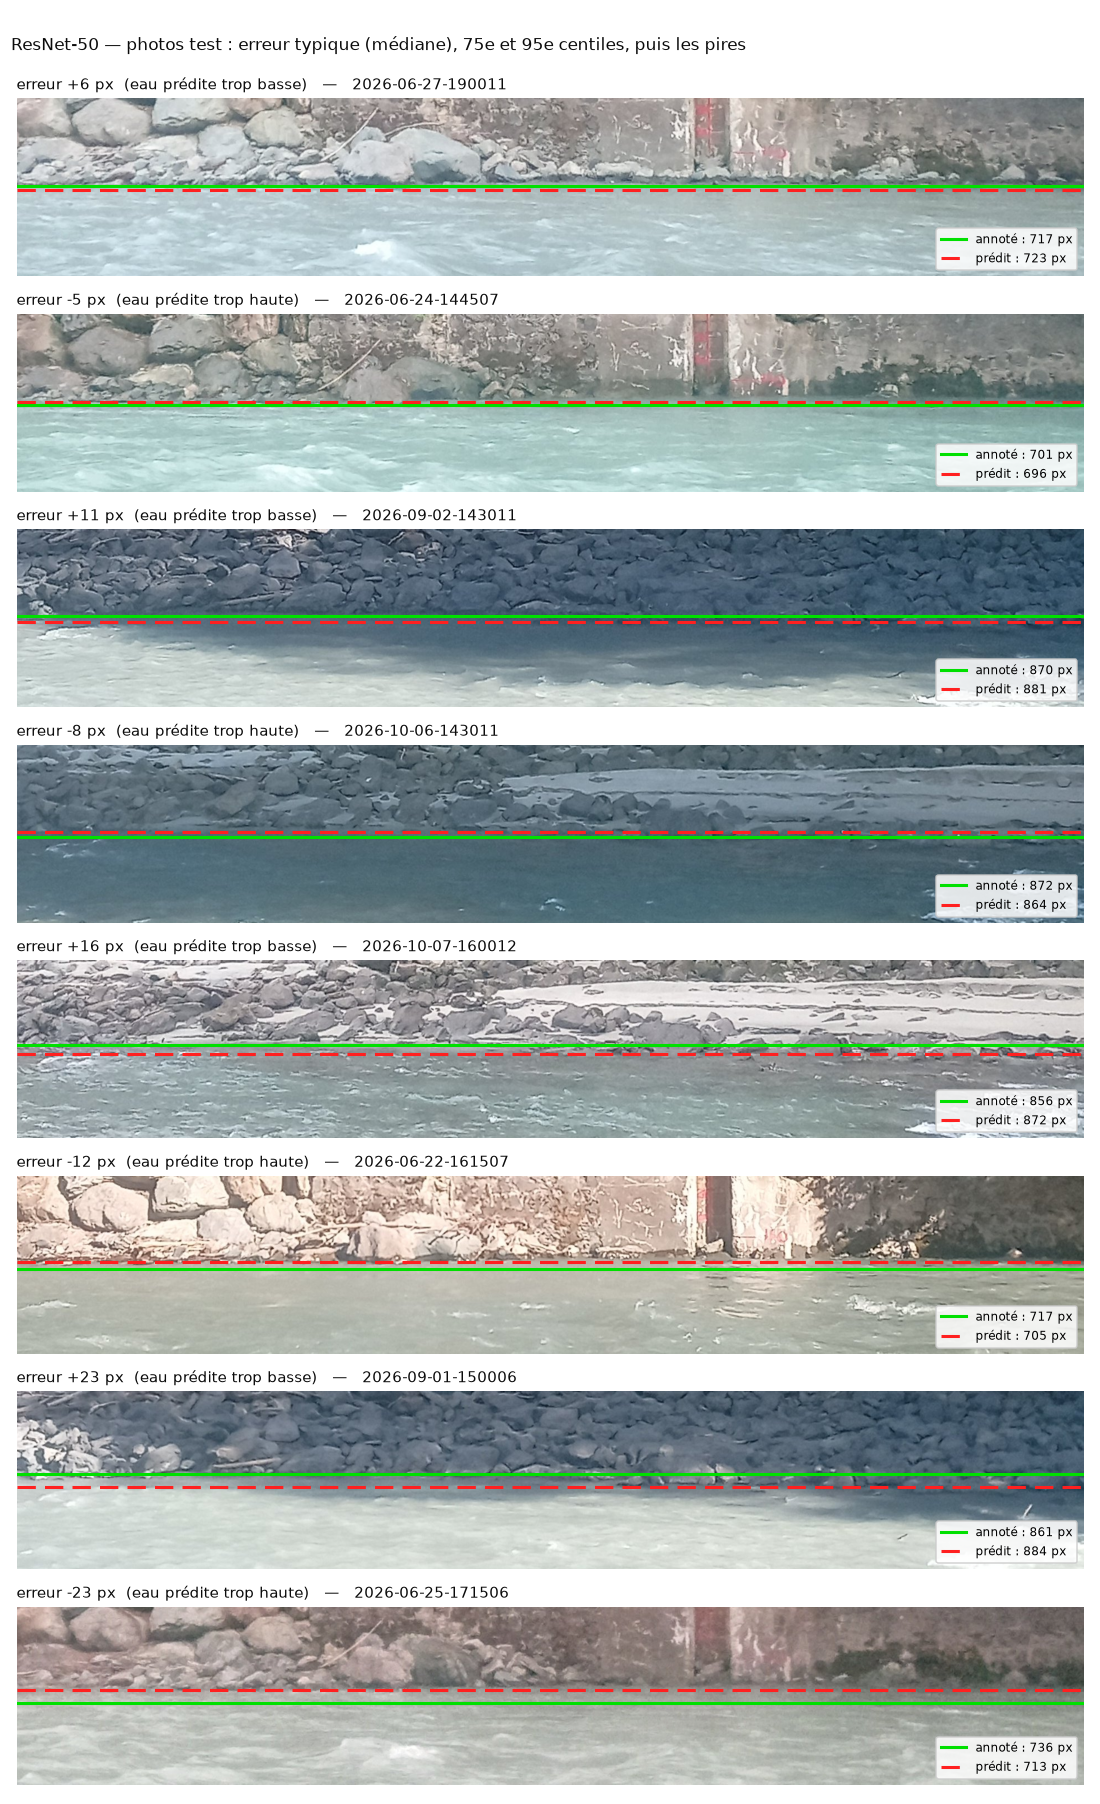 ResNet-50 — photos test : erreur typique (médiane), 75e et 95e centiles, puis les pires
erreur +6 px  (eau prédite trop basse)   —   2026-06-27-190011
annoté : 717 px
prédit : 723 px
erreur -5 px  (eau prédite trop haute)   —   2026-06-24-144507
annoté : 701 px
prédit : 696 px
erreur +11 px  (eau prédite trop basse)   —   2026-09-02-143011
annoté : 870 px
prédit : 881 px
erreur -8 px  (eau prédite trop haute)   —   2026-10-06-143011
annoté : 872 px
prédit : 864 px
erreur +16 px  (eau prédite trop basse)   —   2026-10-07-160012
annoté : 856 px
prédit : 872 px
erreur -12 px  (eau prédite trop haute)   —   2026-06-22-161507
annoté : 717 px
prédit : 705 px
erreur +23 px  (eau prédite trop basse)   —   2026-09-01-150006
annoté : 861 px
prédit : 884 px
erreur -23 px  (eau prédite trop haute)   —   2026-06-25-171506
annoté : 736 px
prédit : 713 px